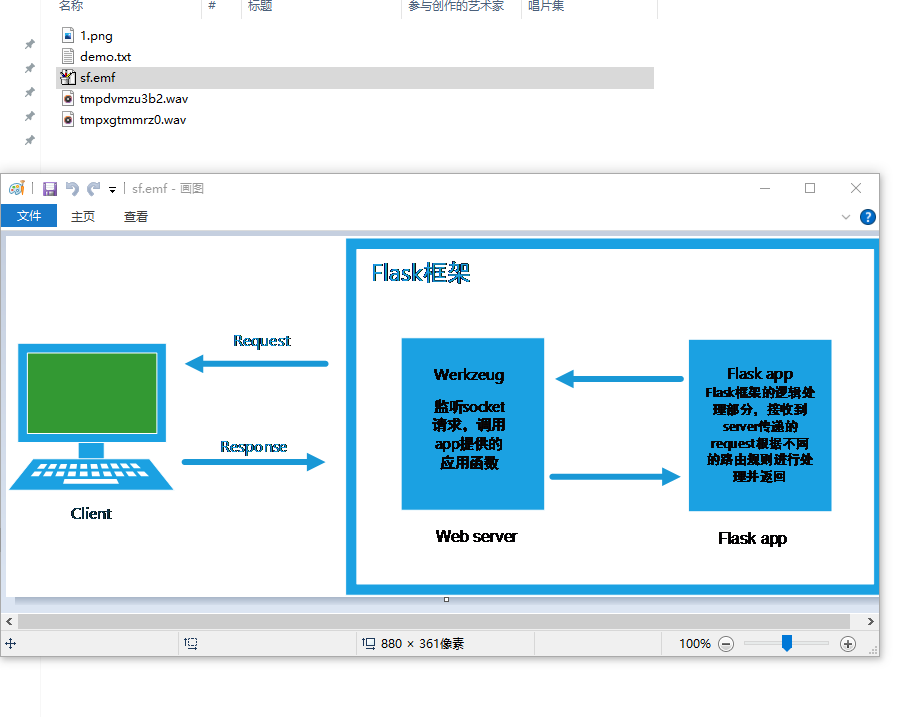 名称 # 标题 参与创作的艺术家 唱片集
1.png
demo.txt
sf.emf
tmpdvmzu3b2.wav
tmpxgtmmrz0.wav
sf.emf - 画图
文件 主页 查看
?
Flask框架
Request
Response
Client
Werkzeug
监听socket
请求，调用
app提供的
应用函数
Web server
Flask app
Flask框架的逻辑处
理部分，接收到
server传递的
request根据不同
的路由规则进行处
理并返回
Flask app
880 × 361像素 100%